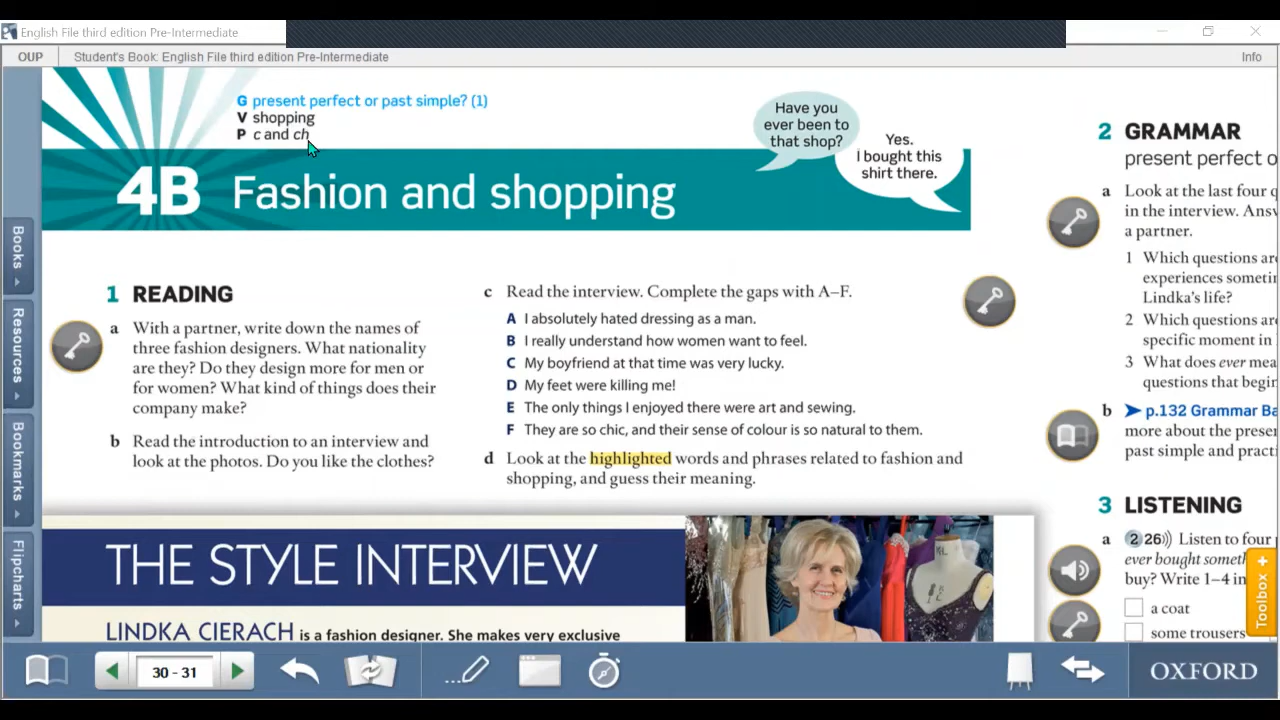 English File third edition Pre-Intermediate
OUP
Student's Book: English File third edition Pre-Intermediate
Info
G present perfect or past simple? (1)
V shopping
P c and ch
Have you
ever been to
that shop?
Yes.
I bought this
shirt there.
4B Fashion and shopping
Books
Resources
Bookmarks
Flipcharts
1 READING
a With a partner, write down the names of
three fashion designers. What nationality
are they? Do they design more for men or
for women? What kind of things does their
company make?
b Read the introduction to an interview and
look at the photos. Do you like the clothes?
c Read the interview. Complete the gaps with A–F.
A I absolutely hated dressing as a man.
B I really understand how women want to feel.
C My boyfriend at that time was very lucky.
D My feet were killing me!
E The only things I enjoyed there were art and sewing.
F They are so chic, and their sense of colour is so natural to them.
d Look at the highlighted words and phrases related to fashion and
shopping, and guess their meaning.
THE STYLE INTERVIEW
LINDKA CIERACH is a fashion designer. She makes very exclusive
2 GRAMMAR
present perfect o
a Look at the last four
in the interview. Answ
a partner.
1 Which questions are
experiences someti
Lindka's life?
2 Which questions are
specific moment in
3 What does ever mea
questions that begin
b p.132 Grammar Ba
more about the prese
past simple and practi
3 LISTENING
a 2 26 Listen to four
ever bought someth
buy? Write 1–4 in
a coat
some trousers
Toolbox
30 - 31
OXFORD